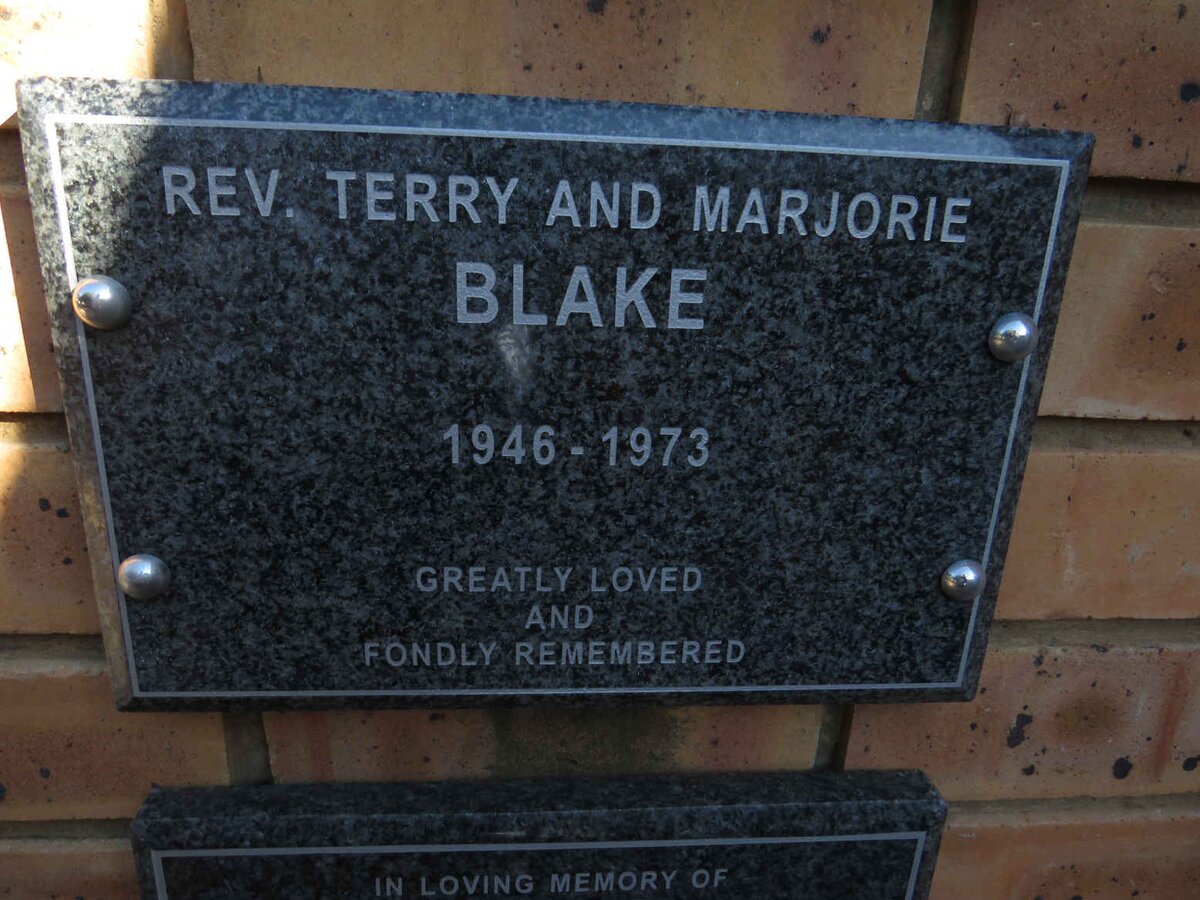 REV. TERRY AND MARJORIE
BLAKE
1946 - 1973
GREATLY LOVED
AND
FONDLY REMEMBERED
IN LOVING MEMORY OF